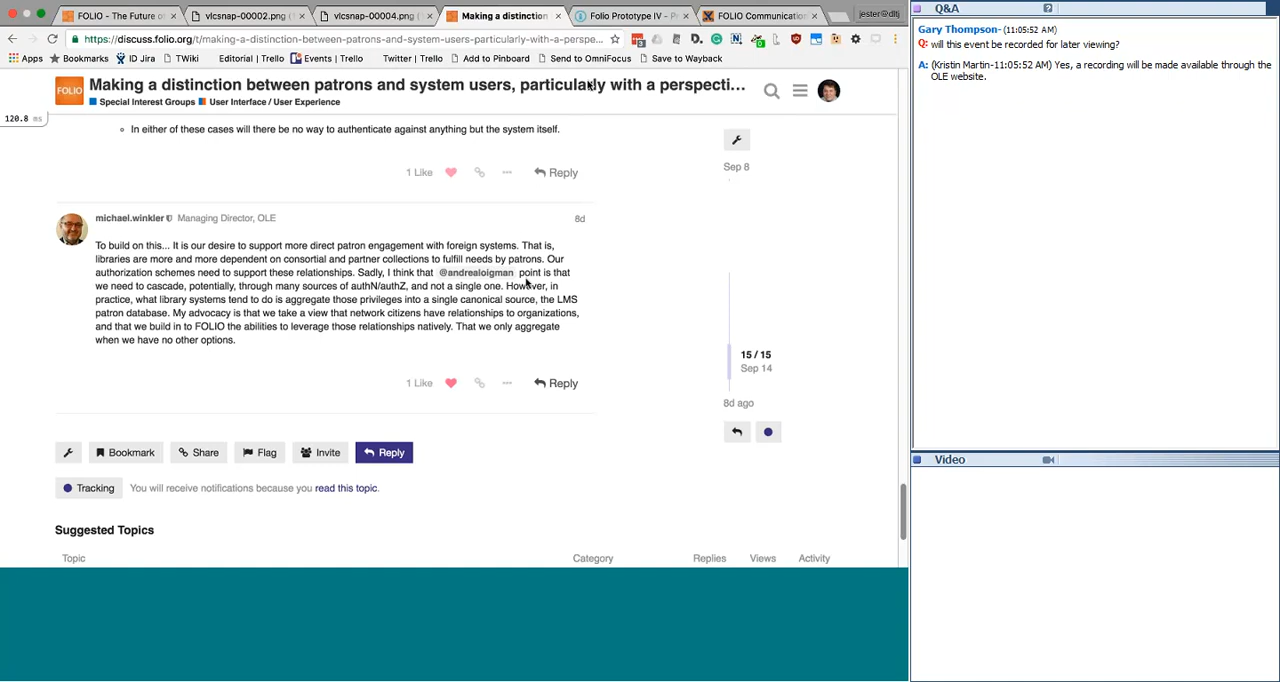 FOLIO - The Future o
vlcsnap-00002.png
vlcsnap-00004.png
Making a distinction
Folio Prototype IV - P
FOLIO Communication
jester@dltj
https://discuss.folio.org/t/making-a-distinction-between-patrons-and-system-users-particularly-with-a-perspe...
Apps Bookmarks ID Jira TWiki Editorial | Trello Events | Trello Twitter | Trello Add to Pinboard Send to OmniFocus Save to Wayback
FOLIO
Making a distinction between patrons and system users, particularly with a perspecti...
Special Interest Groups User Interface / User Experience
120.8 ms
In either of these cases will there be no way to authenticate against anything but the system itself.
1 Like Reply
Sep 8
michael.winkler Managing Director, OLE 8d
To build on this... It is our desire to support more direct patron engagement with foreign systems. That is,
libraries are more and more dependent on consortial and partner collections to fulfill needs by patrons. Our
authorization schemes need to support these relationships. Sadly, I think that @andrealoigman point is that
we need to cascade, potentially, through many sources of authN/authZ, and not a single one. However, in
practice, what library systems tend to do is aggregate those privileges into a single canonical source, the LMS
patron database. My advocacy is that we take a view that network citizens have relationships to organizations,
and that we build in to FOLIO the abilities to leverage those relationships natively. That we only aggregate
when we have no other options.
1 Like Reply
15 / 15
Sep 14
8d ago
Bookmark Share Flag Invite Reply
Tracking You will receive notifications because you read this topic.
Suggested Topics
Topic Category Replies Views Activity
Q&A
Gary Thompson- (11:05:52 AM)
Q: will this event be recorded for later viewing?
A: (Kristin Martin-11:05:52 AM) Yes, a recording will be made available through the
OLE website.
Video